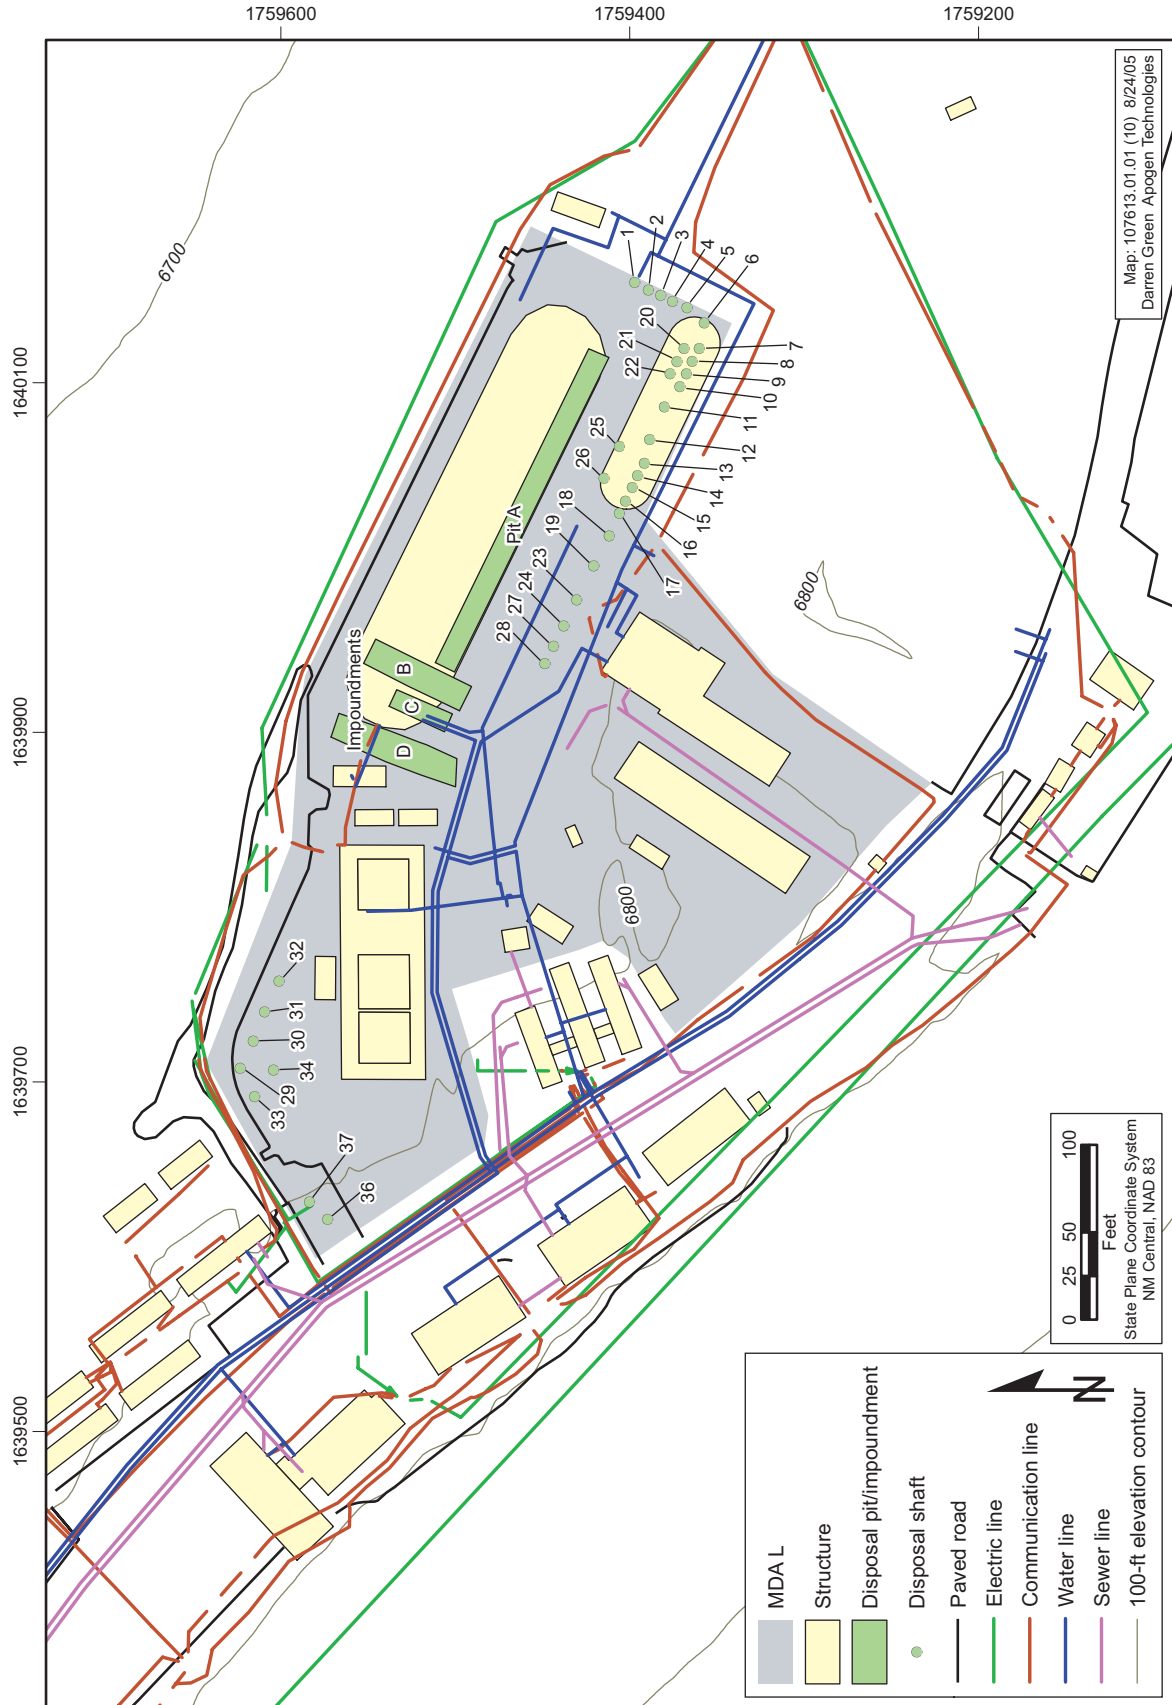 1759600
1759400
1759200
1640100
1639900
1639700
1639500
6700
Map: 107613.01.01 (10) 8/24/05
Darren Green Apogen Technologies
1
2
3
4
5
6
20
21
22
7
8
9
10
11
12
13
14
15
16
17
25
26
18
19
23
24
27
28
Pit A
Impoundments
B
C
D
6800
6800
32
31
30
34
29
33
37
36
MDA L
Structure
Disposal pit/impoundment
Disposal shaft
Paved road
Electric line
Communication line
Water line
Sewer line
100-ft elevation contour
N
0 25 50 100
Feet
State Plane Coordinate System
NM Central, NAD 83